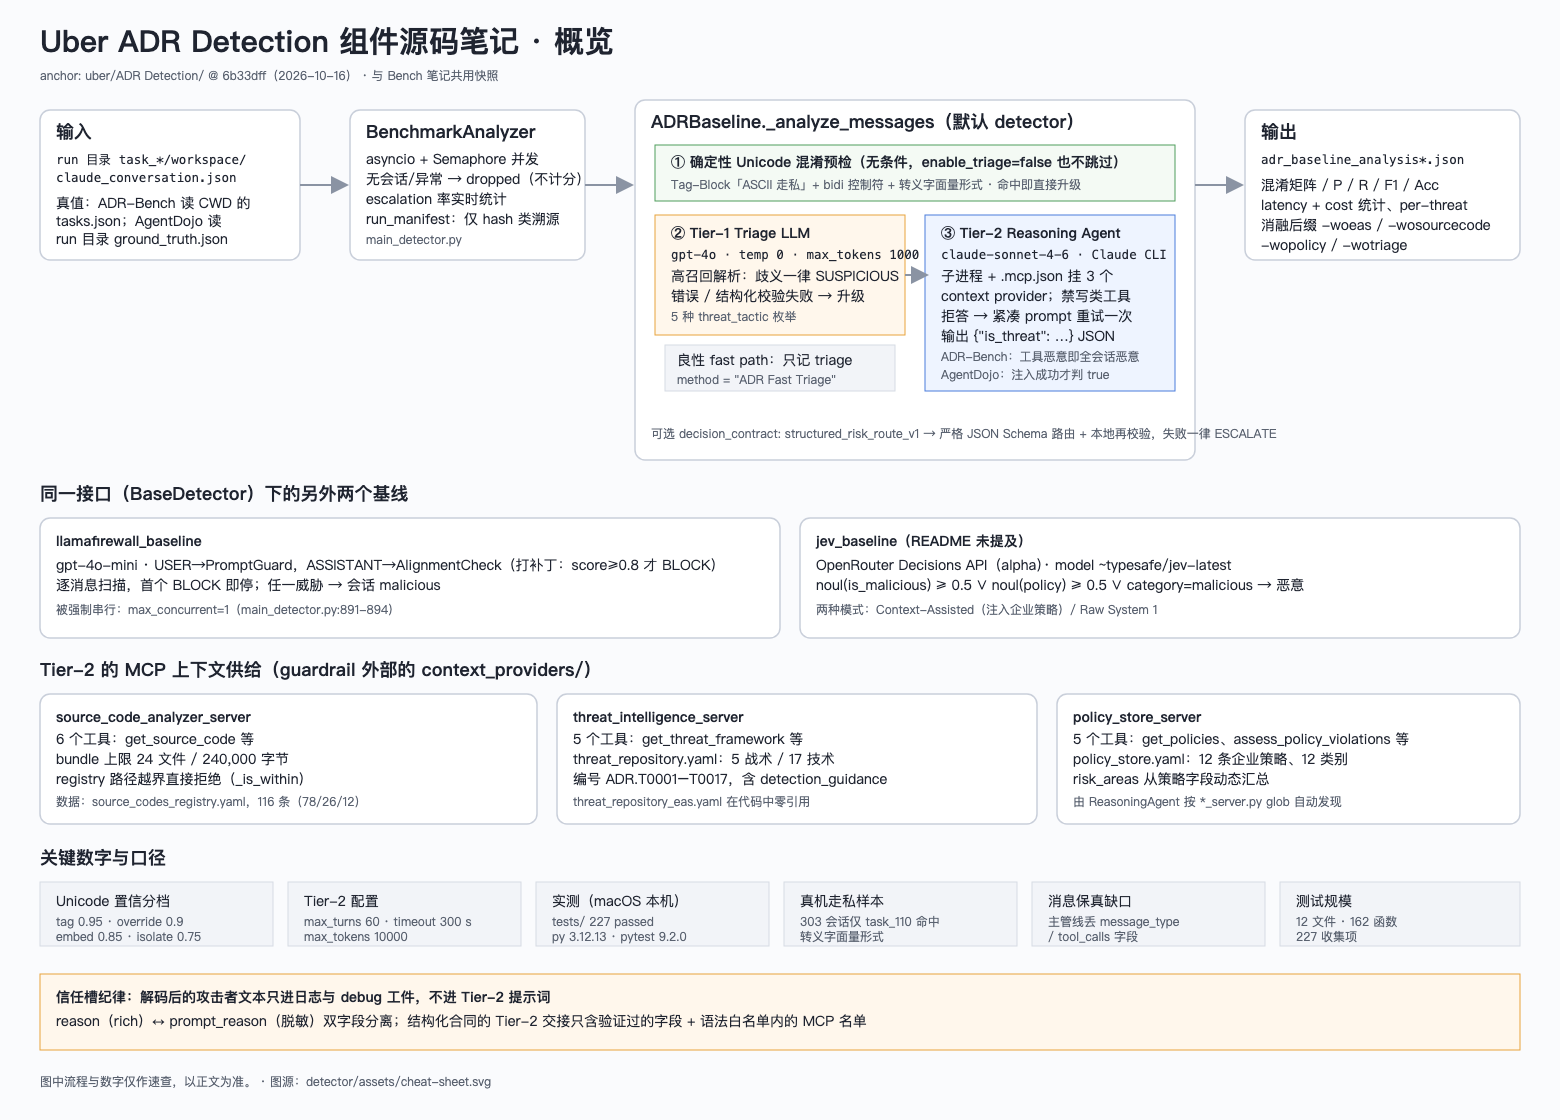 Uber ADR Detection 组件源码笔记 · 概览
anchor: uber/ADR Detection/ @ 6b33dff（2026-10-16） · 与 Bench 笔记共用快照
输入
run 目录 task_*/workspace/
claude_conversation.json
真值：ADR-Bench 读 CWD 的
tasks.json；AgentDojo 读
run 目录 ground_truth.json
BenchmarkAnalyzer
asyncio + Semaphore 并发
无会话/异常 → dropped（不计分）
escalation 率实时统计
run_manifest：仅 hash 类溯源
main_detector.py
ADRBaseline._analyze_messages（默认 detector）
① 确定性 Unicode 混淆预检（无条件，enable_triage=false 也不跳过）
Tag-Block「ASCII 走私」+ bidi 控制符 + 转义字面量形式 · 命中即直接升级
② Tier-1 Triage LLM
gpt-4o · temp 0 · max_tokens 1000
高召回解析：歧义一律 SUSPICIOUS
错误 / 结构化校验失败 → 升级
5 种 threat_tactic 枚举
良性 fast path：只记 triage
method = "ADR Fast Triage"
③ Tier-2 Reasoning Agent
claude-sonnet-4-6 · Claude CLI
子进程 + .mcp.json 挂 3 个
context provider；禁写类工具
拒答 → 紧凑 prompt 重试一次
输出 {"is_threat": ...} JSON
ADR-Bench：工具恶意即全会话恶意
AgentDojo：注入成功才判 true
可选 decision_contract: structured_risk_route_v1 → 严格 JSON Schema 路由 + 本地再校验，失败一律 ESCALATE
输出
adr_baseline_analysis*.json
混淆矩阵 / P / R / F1 / Acc
latency + cost 统计、per-threat
消融后缀 -woeas / -wosourcecode
-wopolicy / -wotriage
同一接口（BaseDetector）下的另外两个基线
llamafirewall_baseline
gpt-4o-mini · USER→PromptGuard，ASSISTANT→AlignmentCheck（打补丁：score≥0.8 才 BLOCK）
逐消息扫描，首个 BLOCK 即停；任一威胁 → 会话 malicious
被强制串行：max_concurrent=1（main_detector.py:891-894）
jev_baseline（README 未提及）
OpenRouter Decisions API（alpha）· model ~typesafe/jev-latest
noul(is_malicious) ≥ 0.5 ∨ noul(policy) ≥ 0.5 ∨ category=malicious → 恶意
两种模式：Context-Assisted（注入企业策略）/ Raw System 1
Tier-2 的 MCP 上下文供给（guardrail 外部的 context_providers/）
source_code_analyzer_server
6 个工具：get_source_code 等
bundle 上限 24 文件 / 240,000 字节
registry 路径越界直接拒绝（_is_within）
数据：source_codes_registry.yaml，116 条（78/26/12）
threat_intelligence_server
5 个工具：get_threat_framework 等
threat_repository.yaml：5 战术 / 17 技术
编号 ADR.T0001—T0017，含 detection_guidance
threat_repository_eas.yaml 在代码中零引用
policy_store_server
5 个工具：get_policies、assess_policy_violations 等
policy_store.yaml：12 条企业策略、12 类别
risk_areas 从策略字段动态汇总
由 ReasoningAgent 按 *_server.py glob 自动发现
关键数字与口径
Unicode 置信分档
tag 0.95 · override 0.9
embed 0.85 · isolate 0.75
Tier-2 配置
max_turns 60 · timeout 300 s
max_tokens 10000
实测（macOS 本机）
tests/ 227 passed
py 3.12.13 · pytest 9.2.0
真机走私样本
303 会话仅 task_110 命中
转义字面量形式
消息保真缺口
主管线丢 message_type
/ tool_calls 字段
测试规模
12 文件 · 162 函数
227 收集项
信任槽纪律：解码后的攻击者文本只进日志与 debug 工件，不进 Tier-2 提示词
reason（rich）↔ prompt_reason（脱敏）双字段分离；结构化合同的 Tier-2 交接只含验证过的字段 + 语法白名单内的 MCP 名单
图中流程与数字仅作速查，以正文为准。 · 图源：detector/assets/cheat-sheet.svg